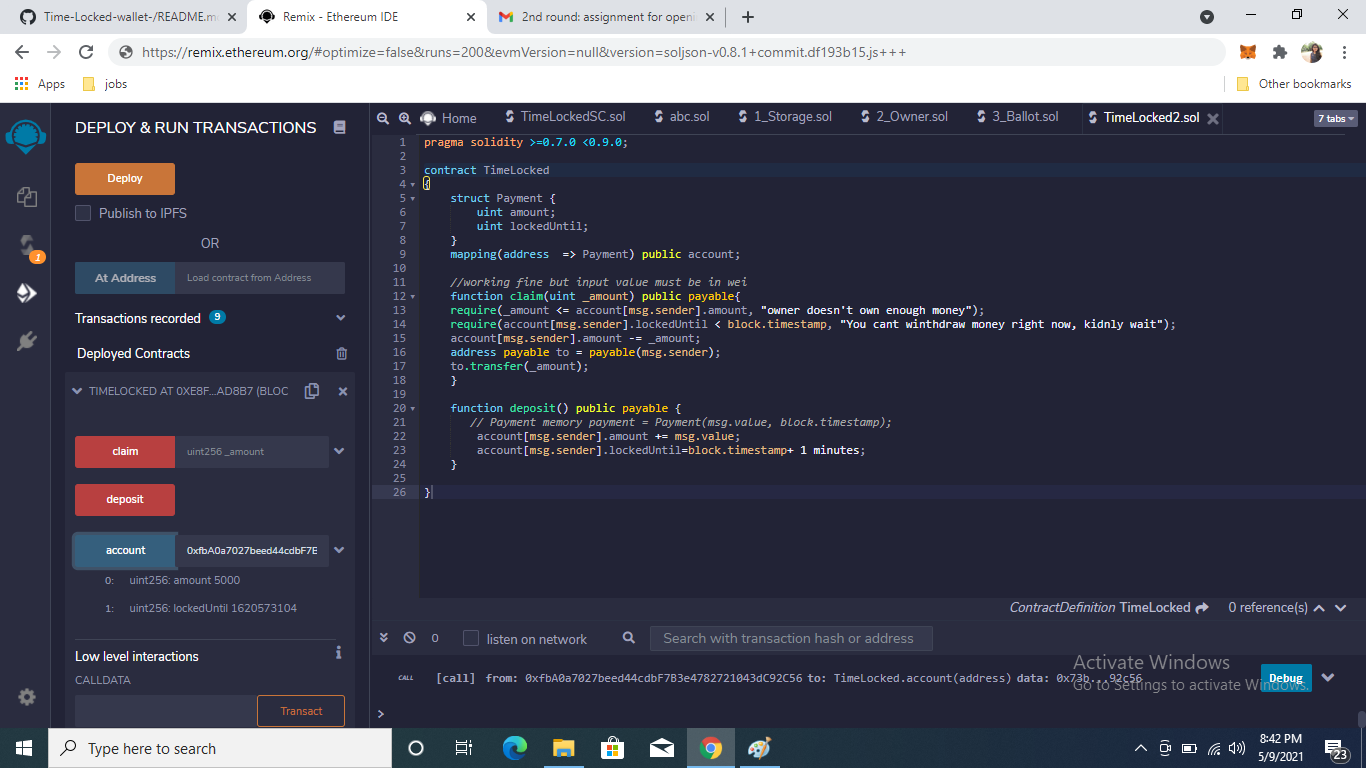 Time-Locked-wallet-/README.m
Remix - Ethereum IDE
2nd round: assignment for openi
https://remix.ethereum.org/#optimize=false&runs=200&evmVersion=null&version=soljson-v0.8.1+commit.df193b15.js+++
Apps
jobs
Other bookmarks
DEPLOY & RUN TRANSACTIONS
Deploy
Publish to IPFS
OR
At Address
Load contract from Address
Transactions recorded 9
Deployed Contracts
TIMELOCKED AT 0XE8F...AD8B7 (BLOC
claim
uint256 _amount
deposit
account
0xfbA0a7027beed44cdbF7B
0: uint256: amount 5000
1: uint256: lockedUntil 1620573104
Low level interactions
CALLDATA
Transact
1
Home
TimeLockedSC.sol
abc.sol
1_Storage.sol
2_Owner.sol
3_Ballot.sol
TimeLocked2.sol
7 tabs
1 pragma solidity >=0.7.0 <0.9.0;
2
3 contract TimeLocked
4 {
5 struct Payment {
6 uint amount;
7 uint lockedUntil;
8 }
9 mapping(address  => Payment) public account;
10
11 //working fine but input value must be in wei
12 function claim(uint _amount) public payable{
13 require(_amount <= account[msg.sender].amount, "owner doesn't own enough money");
14 require(account[msg.sender].lockedUntil < block.timestamp, "You cant winthdraw money right now, kidnly wait");
15 account[msg.sender].amount -= _amount;
16 address payable to = payable(msg.sender);
17 to.transfer(_amount);
18 }
19
20 function deposit() public payable {
21 // Payment memory payment = Payment(msg.value, block.timestamp);
22 account[msg.sender].amount += msg.value;
23 account[msg.sender].lockedUntil=block.timestamp+ 1 minutes;
24 }
25
26 }
ContractDefinition TimeLocked
0 reference(s)
0
listen on network
Search with transaction hash or address
CALL
[call] from: 0xfbA0a7027beed44cdbF7B3e4782721043dC92C56 to: TimeLocked.account(address) data: 0x73b...92c56
Debug
>
Activate Windows
Go to Settings to activate Windows.
Type here to search
8:42 PM
5/9/2021
23